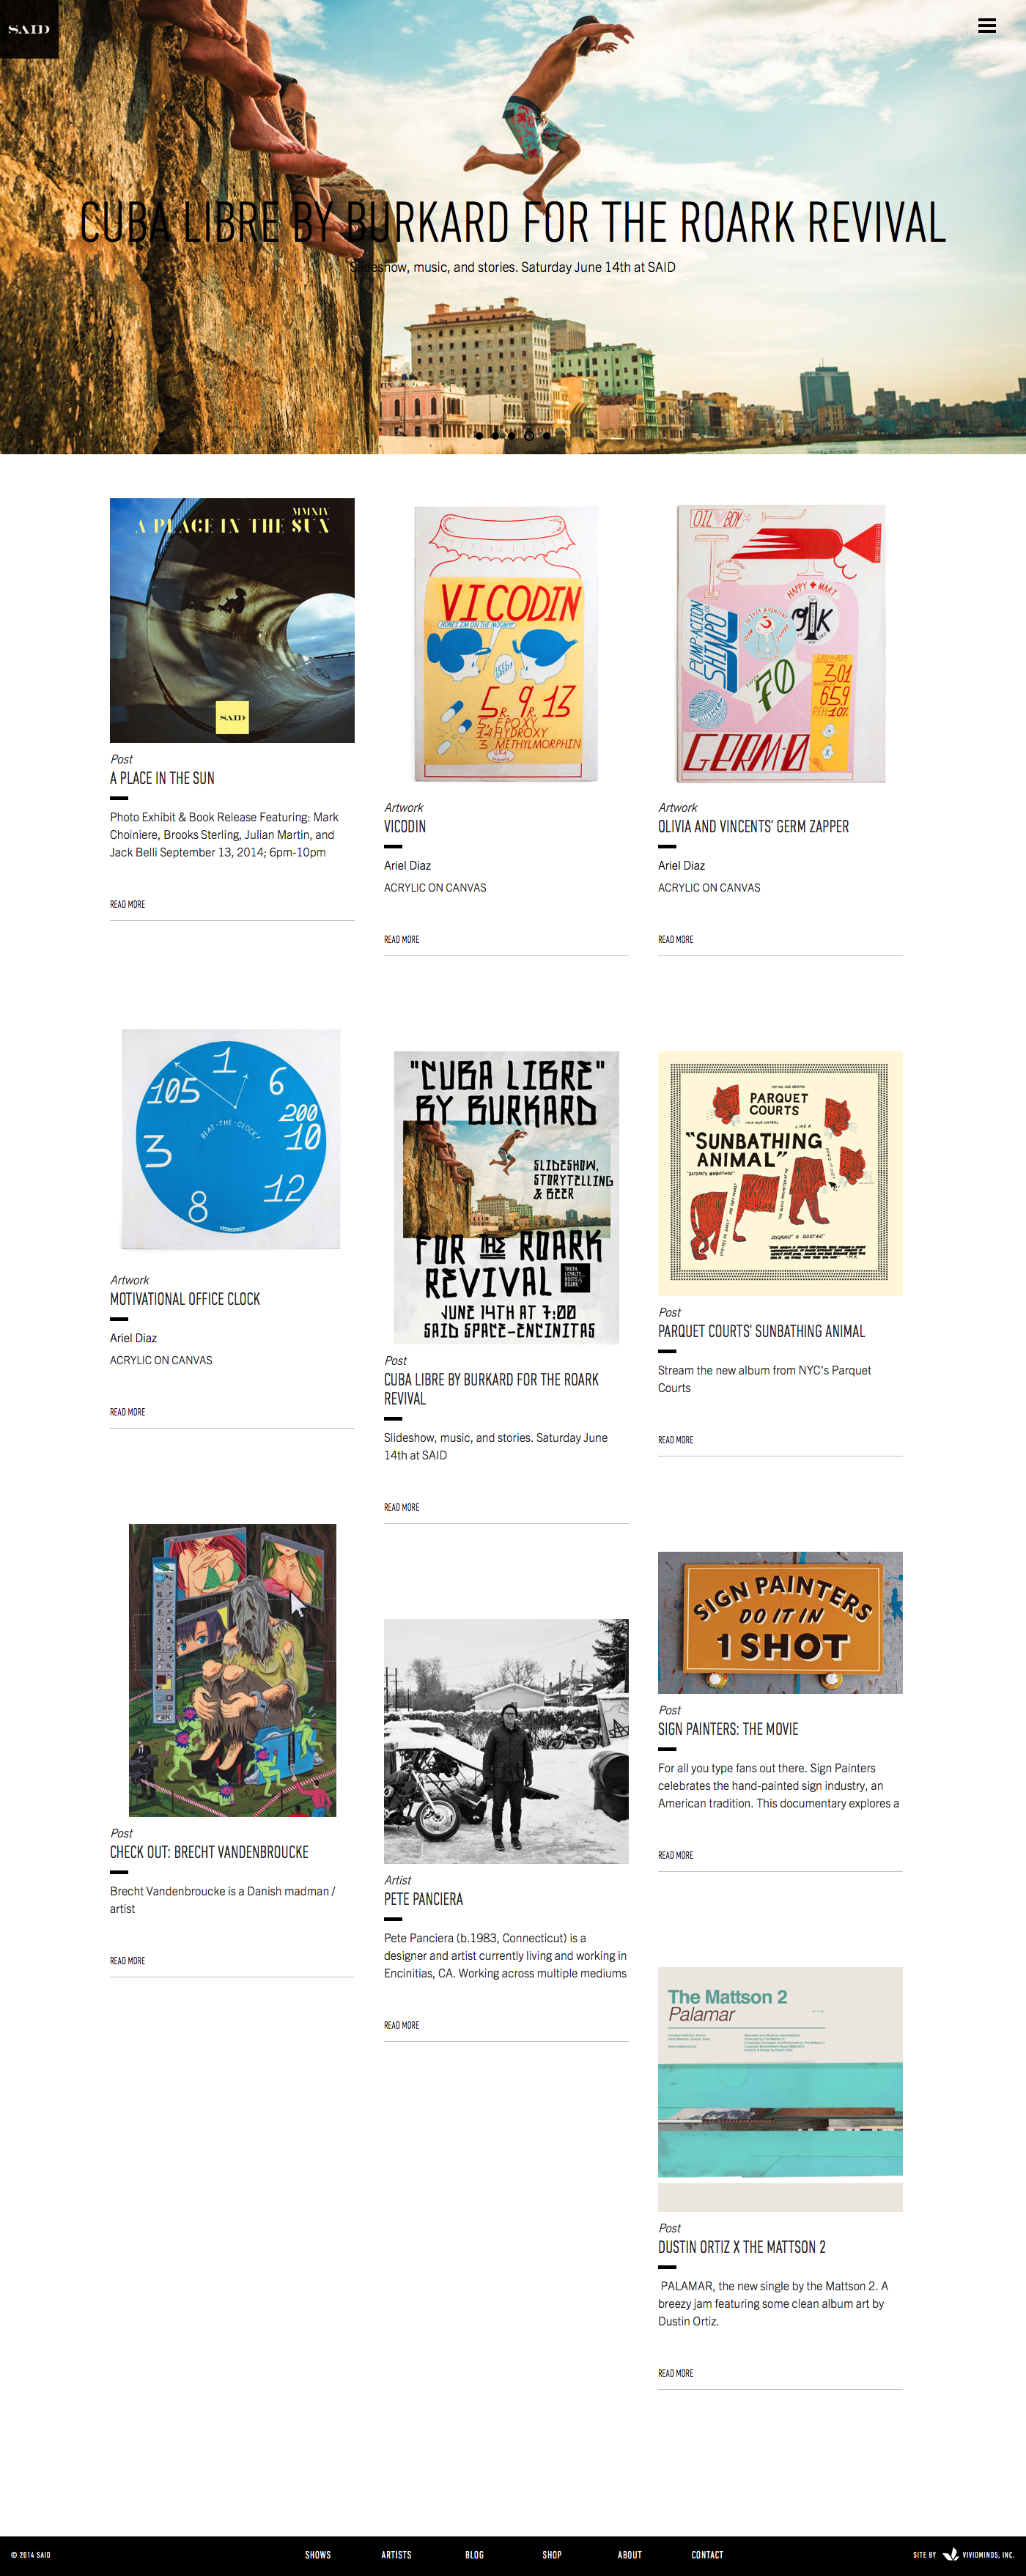 SAID
CUBA LIBRE BY BURKARD FOR THE ROARK REVIVAL
Slideshow, music, and stories. Saturday June 14th at SAID
MMXIV
A PLACE IN THE SUN
SAID
Post
A PLACE IN THE SUN
Photo Exhibit & Book Release Featuring: Mark
Choiniere, Brooks Sterling, Julian Martin, and
Jack Belli September 13, 2014; 6pm-10pm
READ MORE
VICODIN
HONEY, I'M ON THE MOON!!!
5. 9. 13
5 EPOXY
14 HYDROXY
3 METHYLMORPHIN
Artwork
VICODIN
Ariel Diaz
ACRYLIC ON CANVAS
READ MORE
OIL BOY
HAPPY + MART
PUMP-ACTION
SHIMPO
70
301
659
10%
GERM-0
Artwork
OLIVIA AND VINCENTS' GERM ZAPPER
Ariel Diaz
ACRYLIC ON CANVAS
READ MORE
1
6
105
200
10
BEAT-THE-CLOCK!
3
12
8
Artwork
MOTIVATIONAL OFFICE CLOCK
Ariel Diaz
ACRYLIC ON CANVAS
READ MORE
"CUBA LIBRE"
BY BURKARD
SLIDESHOW,
STORYTELLING
& BEER
FOR THE ROARK
REVIVAL
TRUTH,
LOYALTY,
ROOTS &
ROARK.
JUNE 14TH AT 7:00
SAID SPACE-ENCINITAS
Post
CUBA LIBRE BY BURKARD FOR THE ROARK
REVIVAL
Slideshow, music, and stories. Saturday June
14th at SAID
READ MORE
PARQUET
COURTS
LIKE A
"SUNBATHING
ANIMAL"
Post
PARQUET COURTS' SUNBATHING ANIMAL
Stream the new album from NYC's Parquet
Courts
READ MORE
Post
CHECK OUT: BRECHT VANDENBROUCKE
Brecht Vandenbroucke is a Danish madman /
artist
READ MORE
Artist
PETE PANCIERA
Pete Panciera (b.1983, Connecticut) is a
designer and artist currently living and working in
Encinitias, CA. Working across multiple mediums
READ MORE
SIGN PAINTERS
DO IT IN
1 SHOT
Post
SIGN PAINTERS: THE MOVIE
For all you type fans out there. Sign Painters
celebrates the hand-painted sign industry, an
American tradition. This documentary explores a
READ MORE
The Mattson 2
Palamar
Post
DUSTIN ORTIZ X THE MATTSON 2
PALAMAR, the new single by the Mattson 2. A
breezy jam featuring some clean album art by
Dustin Ortiz.
READ MORE
© 2014 SAID
SHOWS
ARTISTS
BLOG
SHOP
ABOUT
CONTACT
SITE BY VIVIDMINDS, INC.